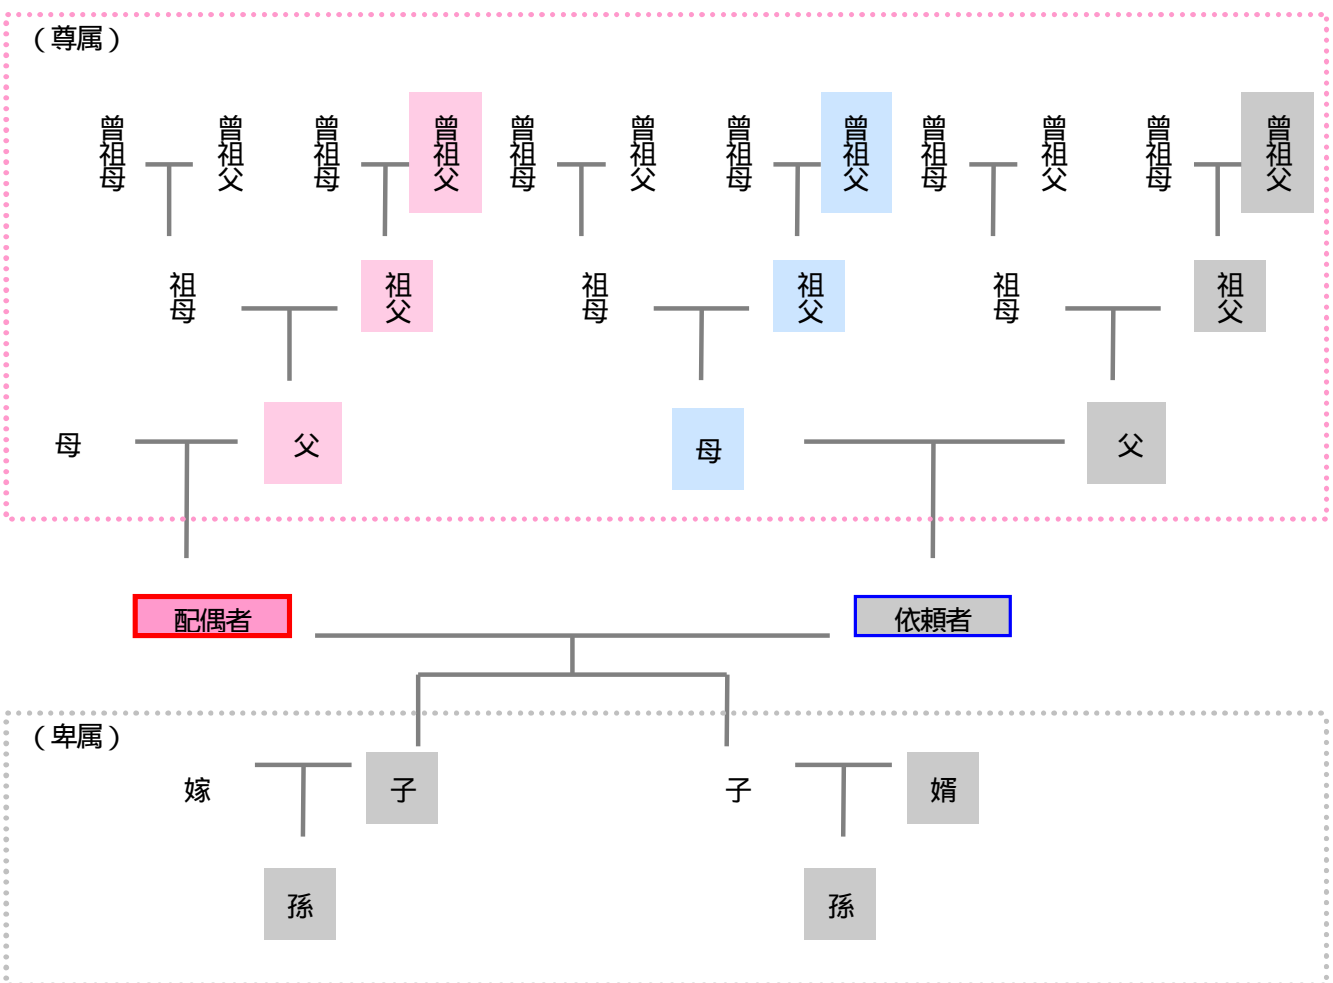 （尊属）
曾祖母
曾祖父
曾祖母
曾祖父
曾祖母
曾祖父
曾祖母
曾祖父
曾祖母
曾祖父
曾祖母
曾祖父
祖母
祖父
祖母
祖父
祖母
祖父
母
父
母
父
配偶者
依頼者
（卑属）
嫁
子
子
婿
孫
孫